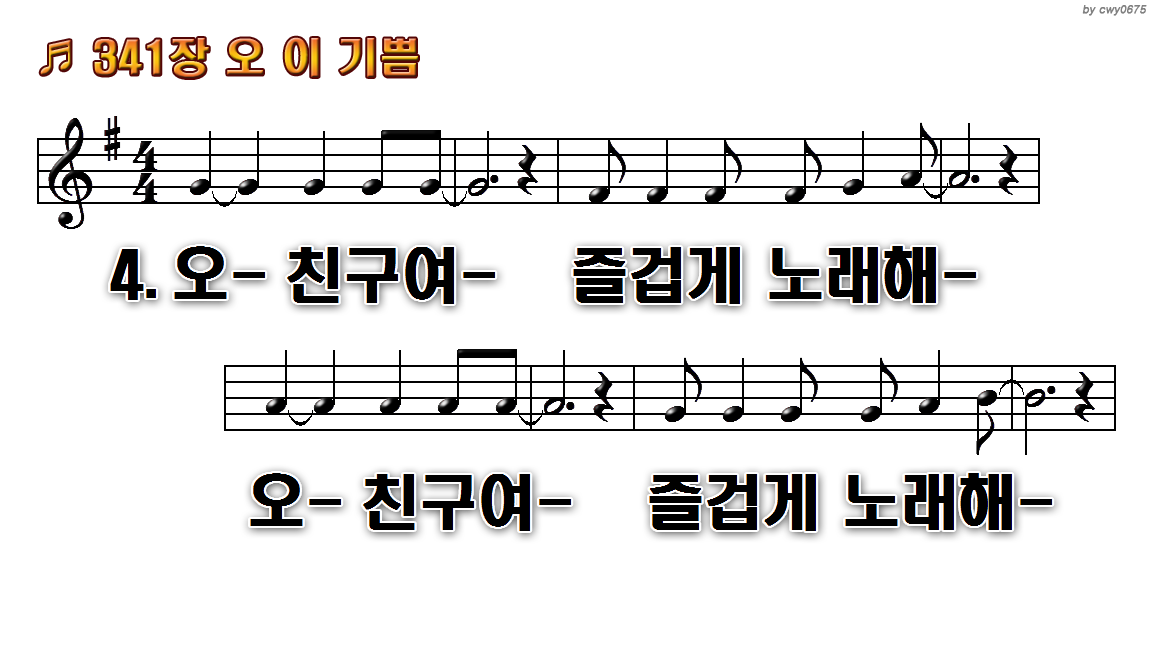 by cwy0675
♬ 341장 오 이 기쁨
4. 오- 친구여- 즐겁게 노래해-
오- 친구여- 즐겁게 노래해-